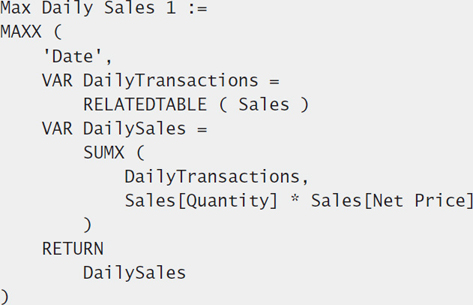 Max Daily Sales 1 :=
MAXX (
    'Date',
    VAR DailyTransactions =
        RELATEDTABLE ( Sales )
    VAR DailySales =
        SUMX (
            DailyTransactions,
            Sales[Quantity] * Sales[Net Price]
        )
    RETURN
        DailySales
)